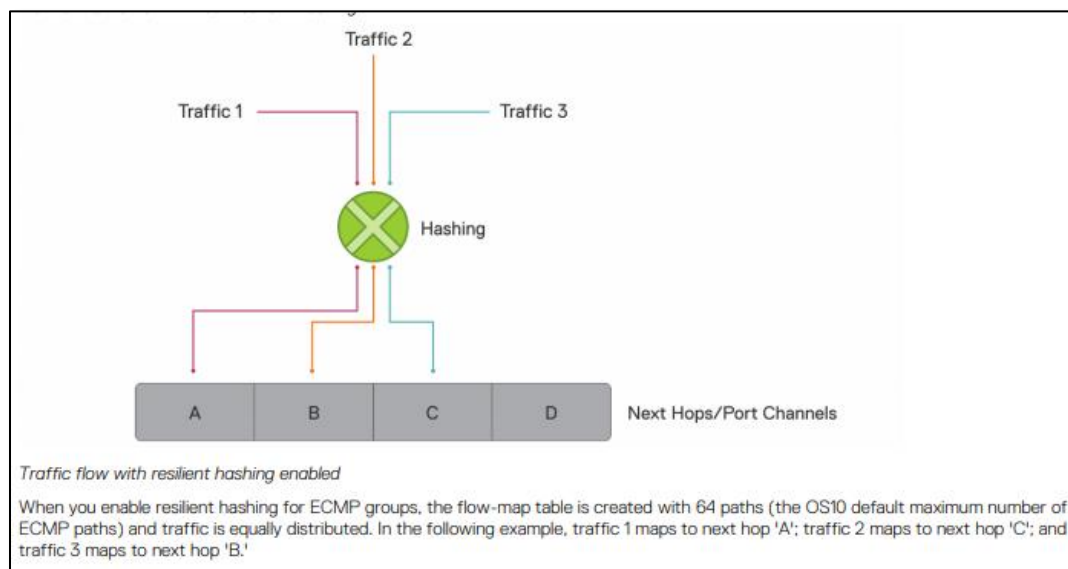 Traffic 2
Traffic 1
Traffic 3
Hashing
A
B
C
D
Next Hops/Port Channels
Traffic flow with resilient hashing enabled
When you enable resilient hashing for ECMP groups, the flow-map table is created with 64 paths (the OS10 default maximum number of
ECMP paths) and traffic is equally distributed. In the following example, traffic 1 maps to next hop 'A'; traffic 2 maps to next hop 'C'; and
traffic 3 maps to next hop 'B.'